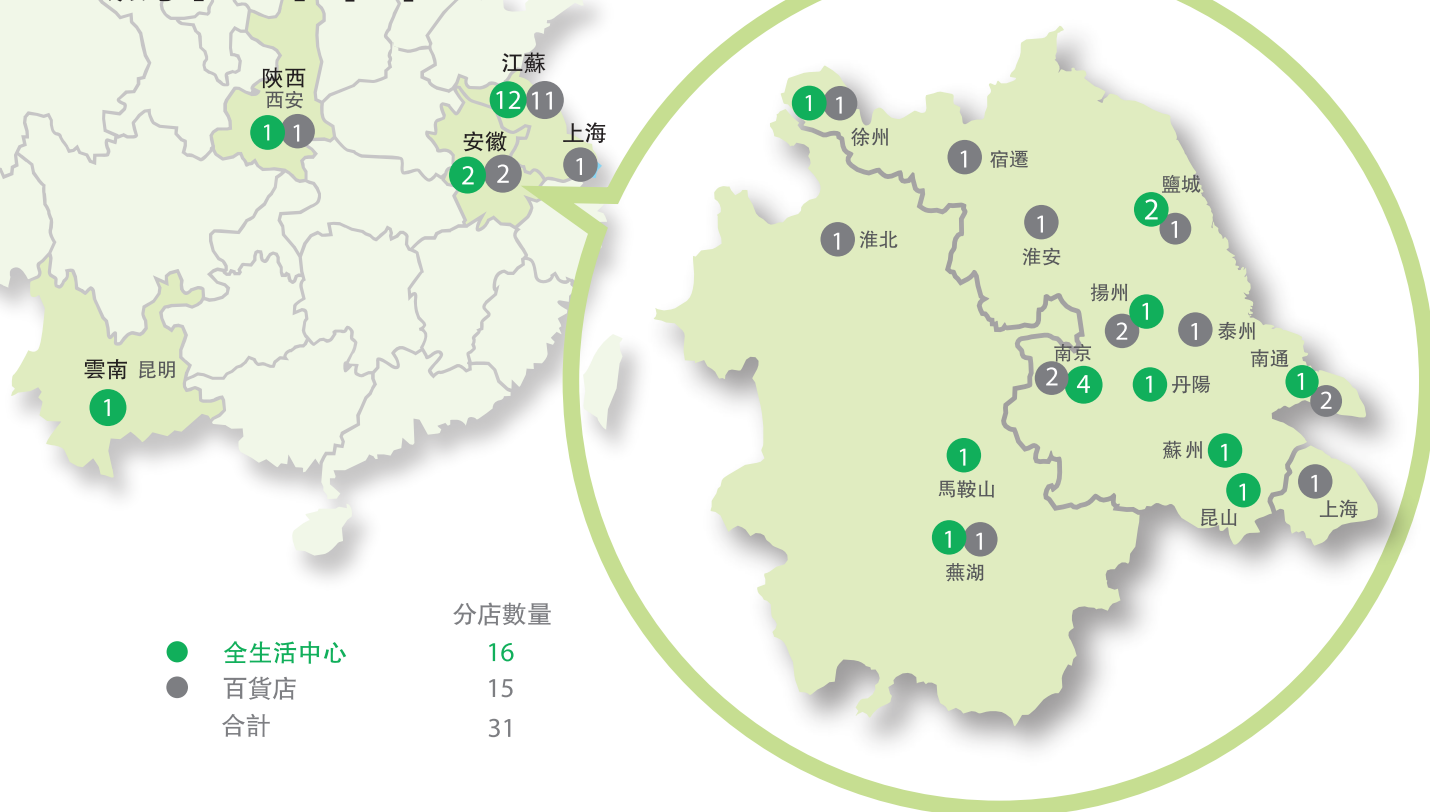 陝西
西安
1 1
江蘇
12 11
安徽
2 2
上海
1
雲南 昆明
1
1 1
徐州
1 宿遷
鹽城
2
1
1 淮北
1
淮安
揚州
1
2
1 泰州
南京
2 4
1 丹陽
南通
1
2
蘇州 1
1
昆山
1
上海
1
馬鞍山
1 1
蕪湖
分店數量
全生活中心 16
百貨店 15
合計 31